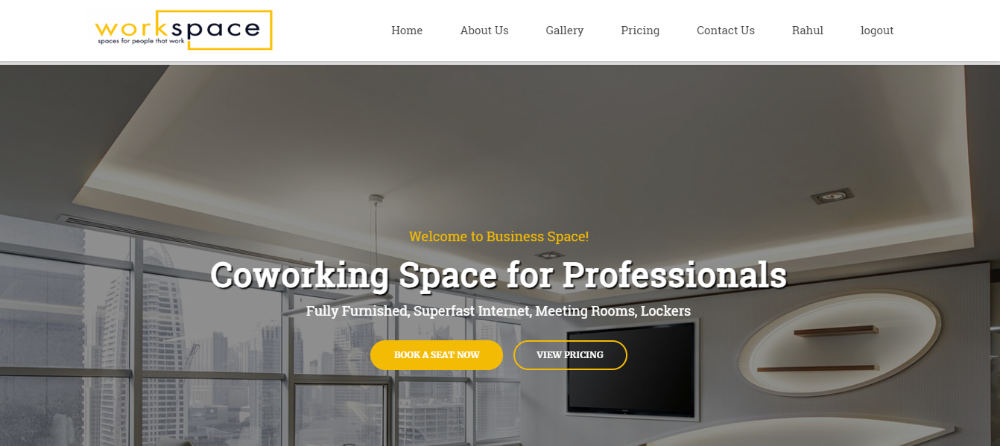 workspace
spaces for people that work
Home About Us Gallery Pricing Contact Us Rahul logout
Welcome to Business Space!
Coworking Space for Professionals
Fully Furnished, Superfast Internet, Meeting Rooms, Lockers
BOOK A SEAT NOW VIEW PRICING